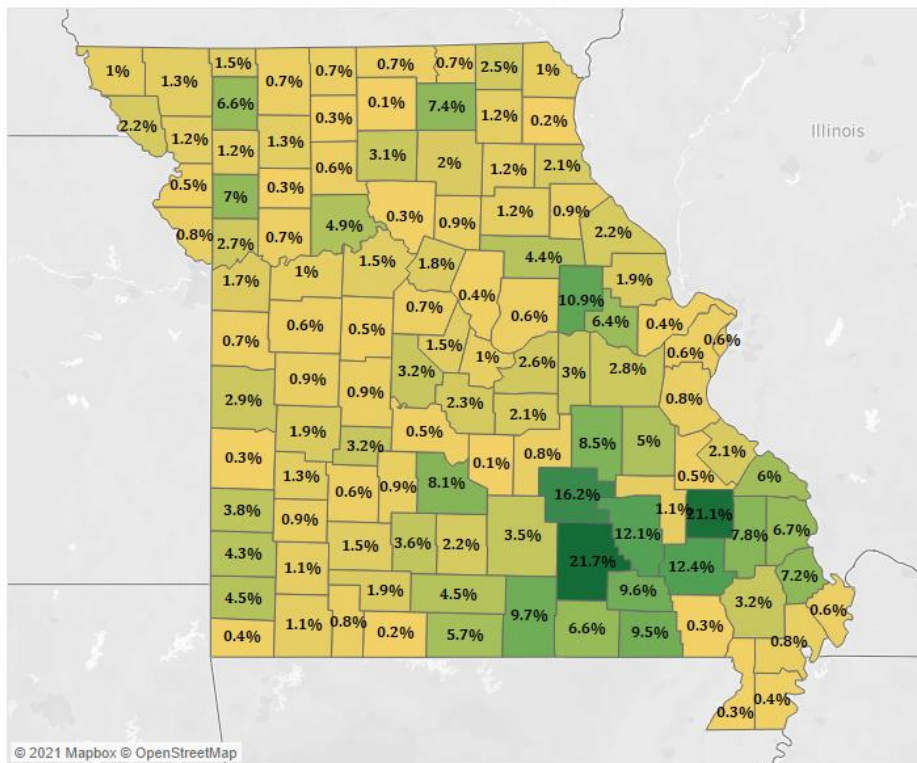 1% 1.3% 1.5% 0.7% 0.7% 0.7% 0.7% 2.5% 1%
6.6% 0.3% 0.1% 7.4% 1.2% 0.2%
Illinois
2.2% 1.2% 1.2% 1.3% 0.6% 3.1% 2% 1.2% 2.1%
0.5% 7% 0.3% 4.9% 0.3% 0.9% 1.2% 0.9% 2.2%
0.8% 2.7% 0.7% 1.5% 1.8% 4.4% 1.9%
1.7% 1% 0.7% 0.4% 0.6% 10.9% 6.4% 0.4% 0.6% 0.6%
0.7% 0.6% 0.5% 1.5% 1% 2.6% 3% 2.8% 0.8%
2.9% 0.9% 0.9% 3.2% 2.3% 2.1%
0.3% 1.9% 3.2% 0.5% 0.1% 0.8% 8.5% 5% 0.5% 2.1% 6%
1.3% 0.6% 0.9% 8.1% 16.2% 1.1% 21.1%
3.8% 0.9% 3.5% 12.1% 7.8% 6.7%
4.3% 1.1% 1.5% 3.6% 2.2% 21.7% 12.4% 7.2%
4.5% 1.9% 4.5% 9.7% 9.6% 3.2% 0.6%
0.4% 1.1% 0.8% 0.2% 5.7% 6.6% 9.5% 0.3% 0.8%
0.3% 0.4%
© 2021 Mapbox © OpenStreetMap